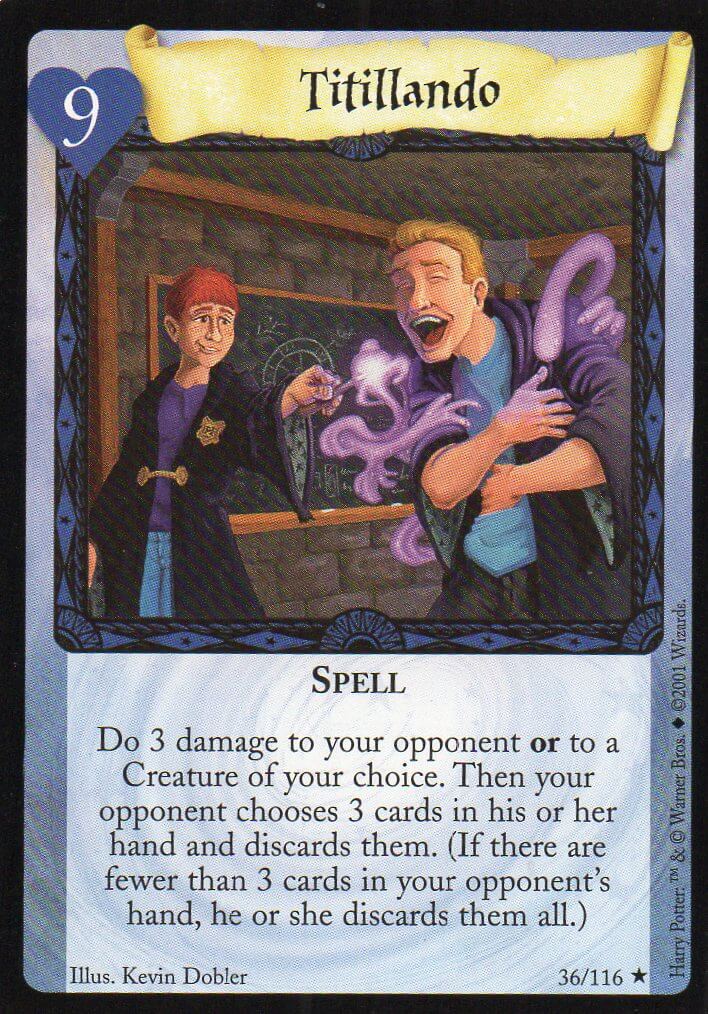 9
Titillando
SPELL
Do 3 damage to your opponent or to a
Creature of your choice. Then your
opponent chooses 3 cards in his or her
hand and discards them. (If there are
fewer than 3 cards in your opponent's
hand, he or she discards them all.)
Illus. Kevin Dobler
36/116 ★
Harry Potter: ™ & © Warner Bros. ◆ ©2001 Wizards.